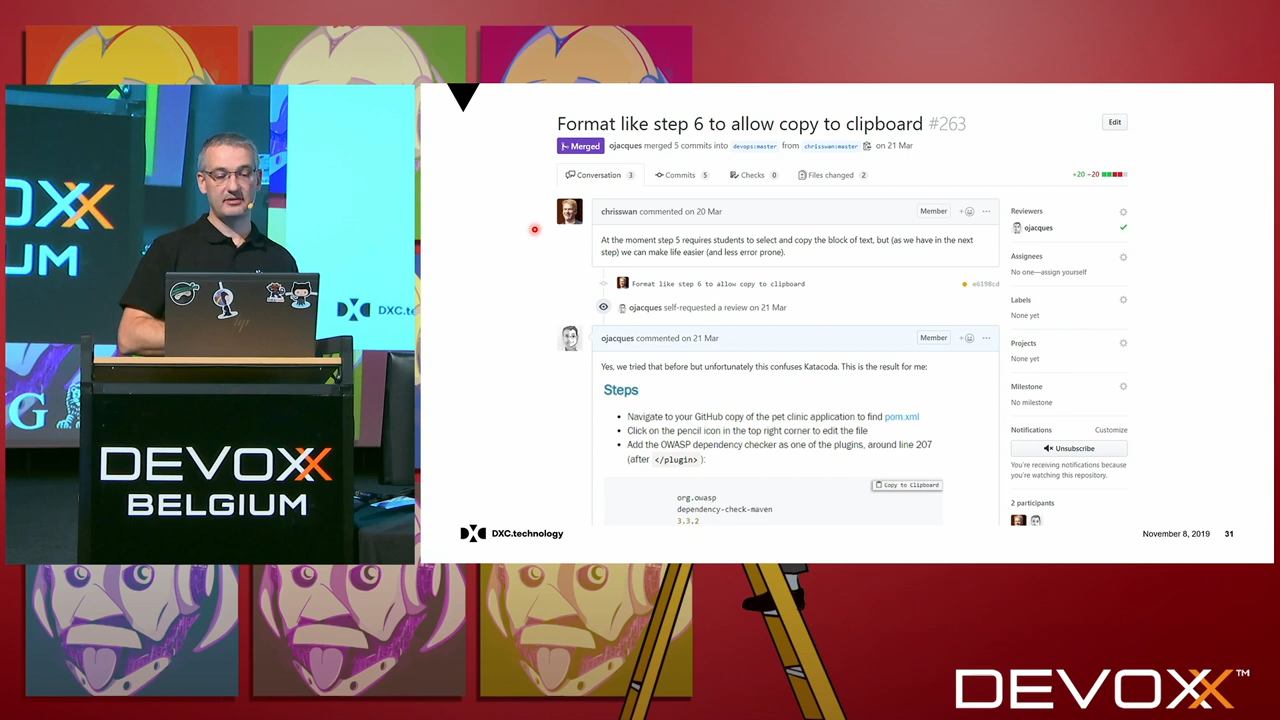 Format like step 6 to allow copy to clipboard #263
Edit
Merged ojacques merged 5 commits into devops:master from chrisswan:master on 21 Mar
Conversation 3 Commits 5 Checks 0 Files changed 2
+20 −20
chrisswan commented on 20 Mar
Member
At the moment step 5 requires students to select and copy the block of text, but (as we have in the next
step) we can make life easier (and less error prone).
Format like step 6 to allow copy to clipboard
e6198cd
ojacques self-requested a review on 21 Mar
ojacques commented on 21 Mar
Member
Yes, we tried that before but unfortunately this confuses Katacoda. This is the result for me:
Steps
Navigate to your GitHub copy of the pet clinic application to find pom.xml
Click on the pencil icon in the top right corner to edit the file
Add the OWASP dependency checker as one of the plugins, around line 207
(after </plugin>):
Copy to Clipboard
org.owasp
dependency-check-maven
3.3.2
Reviewers
ojacques
Assignees
No one—assign yourself
Labels
None yet
Projects
None yet
Milestone
No milestone
Notifications Customize
Unsubscribe
You're receiving notifications because
you're watching this repository.
2 participants
DXC.technology
November 8, 2019 31
OXX
UM
DXC.te
G
hp
DEVOXX
BELGIUM
DEVOXX™